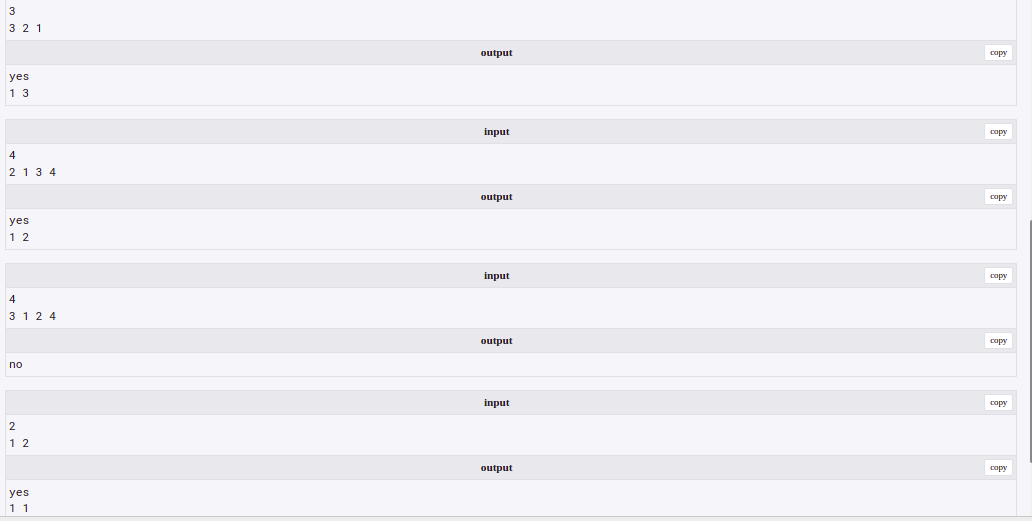 3
3 2 1
output copy
yes
1 3
input copy
4
2 1 3 4
output copy
yes
1 2
input copy
4
3 1 2 4
output copy
no
input copy
2
1 2
output copy
yes
1 1